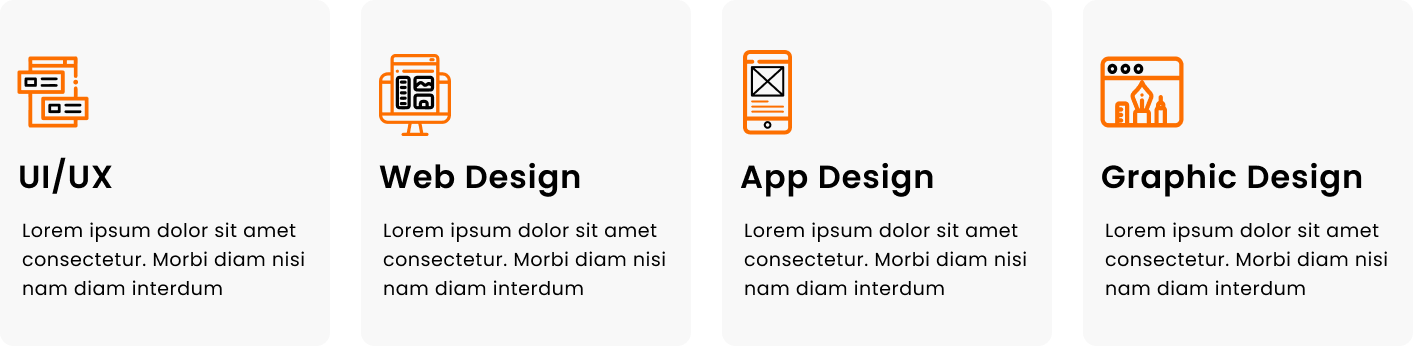 UI/UX
Lorem ipsum dolor sit amet
consectetur. Morbi diam nisi
nam diam interdum
Web Design
Lorem ipsum dolor sit amet
consectetur. Morbi diam nisi
nam diam interdum
App Design
Lorem ipsum dolor sit amet
consectetur. Morbi diam nisi
nam diam interdum
Graphic Design
Lorem ipsum dolor sit amet
consectetur. Morbi diam nisi
nam diam interdum